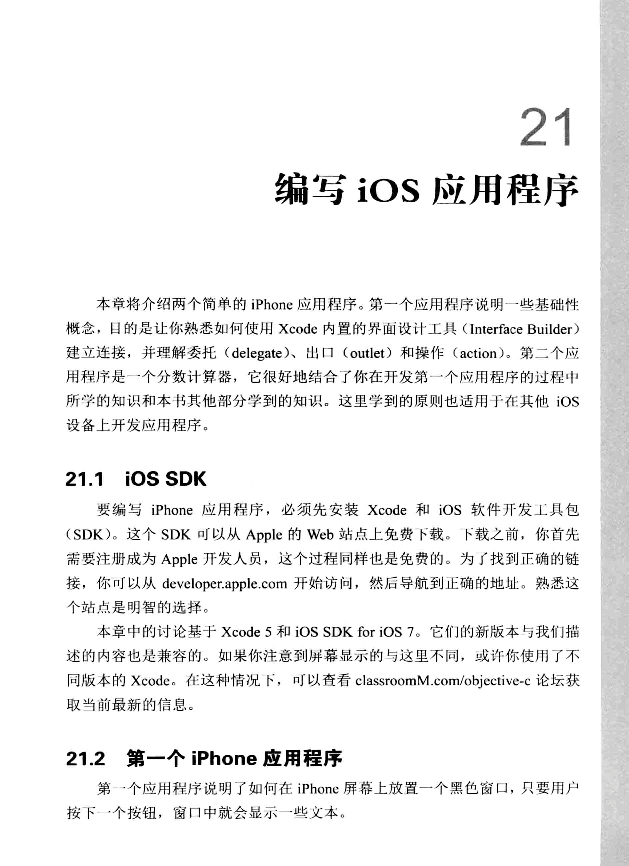 21
编写 iOS 应用程序
本章将介绍两个简单的 iPhone 应用程序。第一个应用程序说明一些基础性
概念，目的是让你熟悉如何使用 Xcode 内置的界面设计工具（Interface Builder）
建立连接，并理解委托（delegate）、出口（outlet）和操作（action）。第二个应
用程序是一个分数计算器，它很好地结合了你在开发第一个应用程序的过程中
所学的知识和本书其他部分学到的知识。这里学到的原则也适用于在其他 iOS
设备上开发应用程序。
21.1 iOS SDK
要编写 iPhone 应用程序，必须先安装 Xcode 和 iOS 软件开发工具包
（SDK）。这个 SDK 可以从 Apple 的 Web 站点上免费下载。下载之前，你首先
需要注册成为 Apple 开发人员，这个过程同样也是免费的。为了找到正确的链
接，你可以从 developer.apple.com 开始访问，然后导航到正确的地址。熟悉这
个站点是明智的选择。
本章中的讨论基于 Xcode 5 和 iOS SDK for iOS 7。它们的新版本与我们描
述的内容也是兼容的。如果你注意到屏幕显示的与这里不同，或许你使用了不
同版本的 Xcode。在这种情况下，可以查看 classroomM.com/objective-c 论坛获
取当前最新的信息。
21.2 第一个 iPhone 应用程序
第一个应用程序说明了如何在 iPhone 屏幕上放置一个黑色窗口，只要用户
按下一个按钮，窗口中就会显示一些文本。